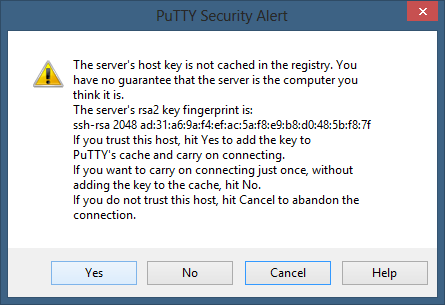 PuTTY Security Alert
The server's host key is not cached in the registry. You
have no guarantee that the server is the computer you
think it is.
The server's rsa2 key fingerprint is:
ssh-rsa 2048 ad:31:a6:9a:f4:ef:ac:5a:f8:e9:b8:d0:48:5b:f8:7f
If you trust this host, hit Yes to add the key to
PuTTY's cache and carry on connecting.
If you want to carry on connecting just once, without
adding the key to the cache, hit No.
If you do not trust this host, hit Cancel to abandon the
connection.
Yes No Cancel Help